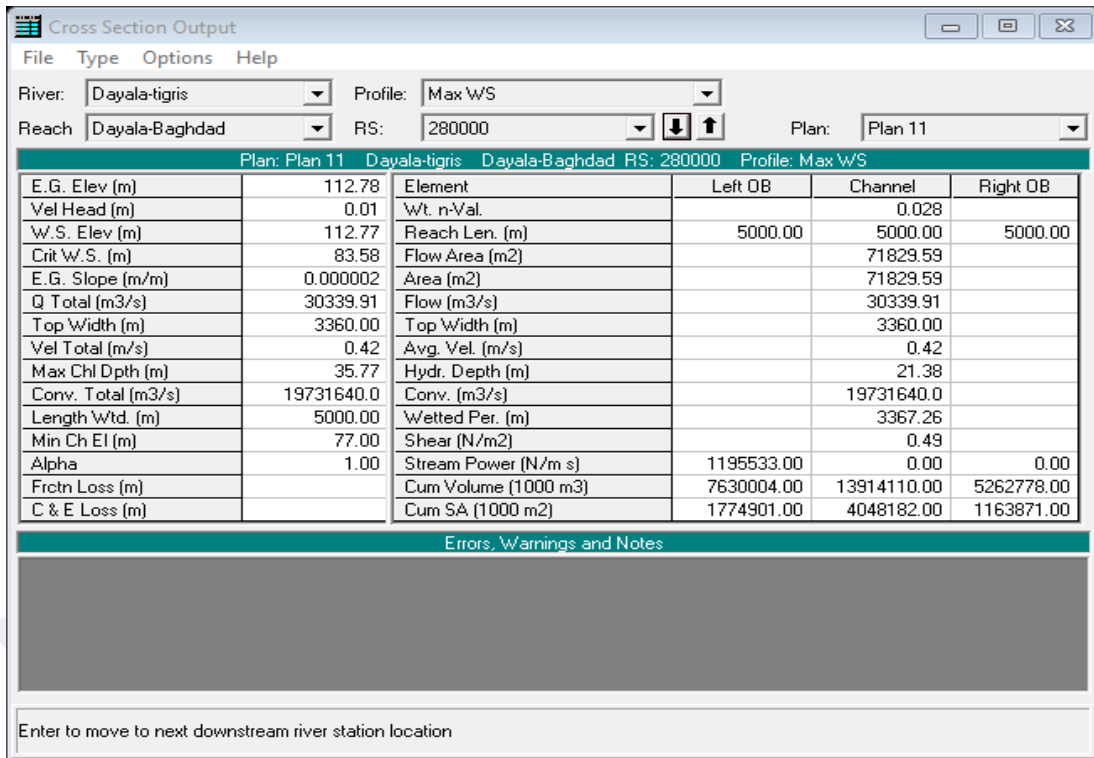 Cross Section Output
File Type Options Help
River: Dayala-tigris Profile: Max WS
Reach Dayala-Baghdad RS: 280000 Plan: Plan 11
Plan: Plan 11 Dayala-tigris Dayala-Baghdad RS: 280000 Profile: Max WS
E.G. Elev (m) 112.78 Element Left OB Channel Right OB
Vel Head (m) 0.01 Wt. n-Val. 0.028
W.S. Elev (m) 112.77 Reach Len. (m) 5000.00 5000.00 5000.00
Crit W.S. (m) 83.58 Flow Area (m2) 71829.59
E.G. Slope (m/m) 0.000002 Area (m2) 71829.59
Q Total (m3/s) 30339.91 Flow (m3/s) 30339.91
Top Width (m) 3360.00 Top Width (m) 3360.00
Vel Total (m/s) 0.42 Avg. Vel. (m/s) 0.42
Max Chl Dpth (m) 35.77 Hydr. Depth (m) 21.38
Conv. Total (m3/s) 19731640.0 Conv. (m3/s) 19731640.0
Length Wtd. (m) 5000.00 Wetted Per. (m) 3367.26
Min Ch El (m) 77.00 Shear (N/m2) 0.49
Alpha 1.00 Stream Power (N/m s) 1195533.00 0.00 0.00
Frctn Loss (m) Cum Volume (1000 m3) 7630004.00 13914110.00 5262778.00
C & E Loss (m) Cum SA (1000 m2) 1774901.00 4048182.00 1163871.00
Errors, Warnings and Notes
Enter to move to next downstream river station location